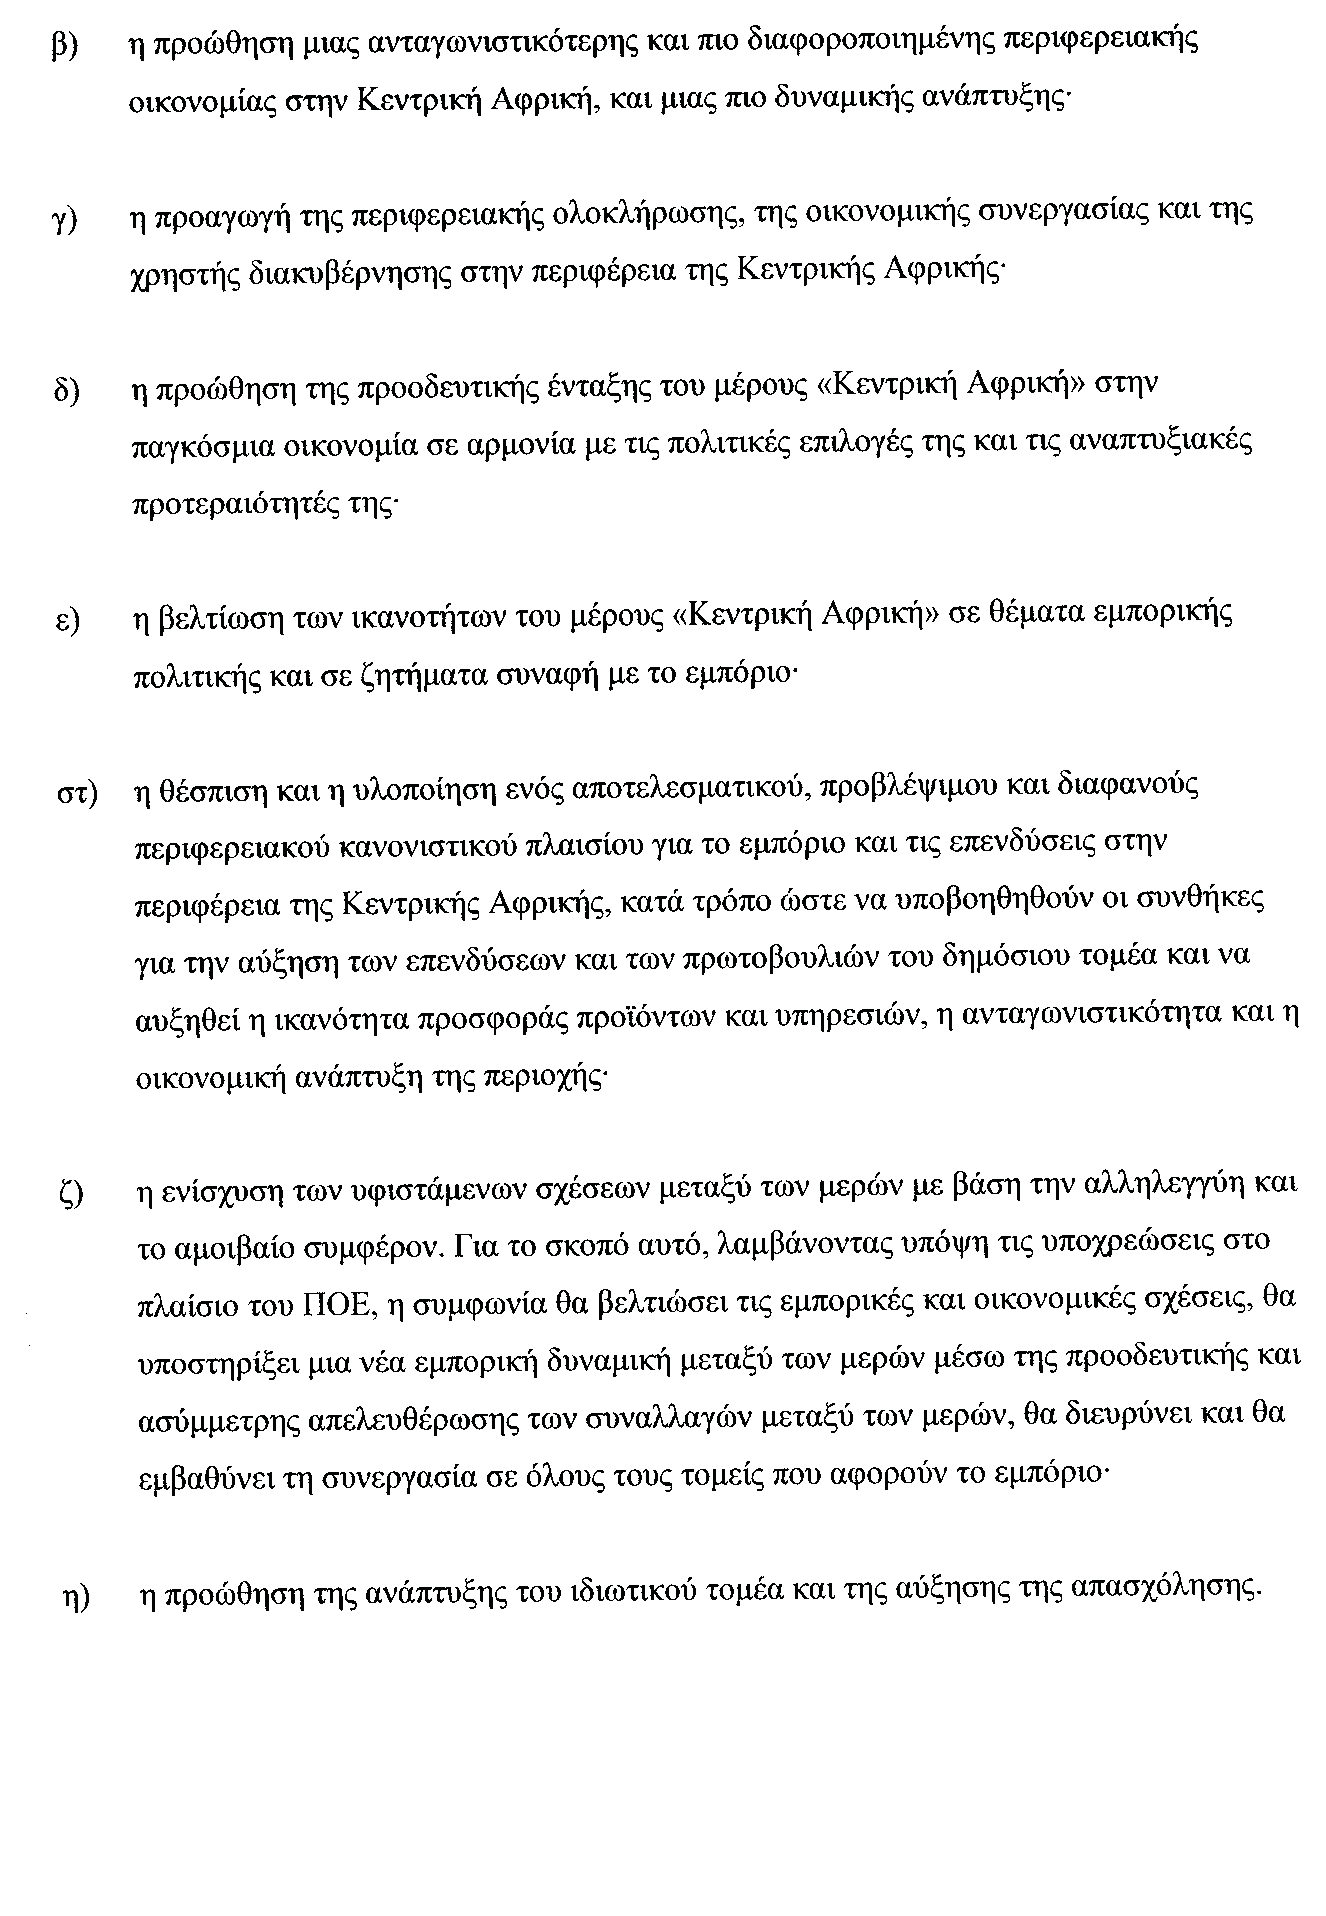 β) η προώθηση μιας ανταγωνιστικότερης και πιο διαφοροποιημένης περιφερειακής
οικονομίας στην Κεντρική Αφρική, και μιας πιο δυναμικής ανάπτυξης·
γ) η προαγωγή της περιφερειακής ολοκλήρωσης, της οικονομικής συνεργασίας και της
χρηστής διακυβέρνησης στην περιφέρεια της Κεντρικής Αφρικής·
δ) η προώθηση της προοδευτικής ένταξης του μέρους «Κεντρική Αφρική» στην
παγκόσμια οικονομία σε αρμονία με τις πολιτικές επιλογές της και τις αναπτυξιακές
προτεραιότητές της·
ε) η βελτίωση των ικανοτήτων του μέρους «Κεντρική Αφρική» σε θέματα εμπορικής
πολιτικής και σε ζητήματα συναφή με το εμπόριο·
στ) η θέσπιση και η υλοποίηση ενός αποτελεσματικού, προβλέψιμου και διαφανούς
περιφερειακού κανονιστικού πλαισίου για το εμπόριο και τις επενδύσεις στην
περιφέρεια της Κεντρικής Αφρικής, κατά τρόπο ώστε να υποβοηθηθούν οι συνθήκες
για την αύξηση των επενδύσεων και των πρωτοβουλιών του δημόσιου τομέα και να
αυξηθεί η ικανότητα προσφοράς προϊόντων και υπηρεσιών, η ανταγωνιστικότητα και η
οικονομική ανάπτυξη της περιοχής·
ζ) η ενίσχυση των υφιστάμενων σχέσεων μεταξύ των μερών με βάση την αλληλεγγύη και
το αμοιβαίο συμφέρον. Για το σκοπό αυτό, λαμβάνοντας υπόψη τις υποχρεώσεις στο
πλαίσιο του ΠΟΕ, η συμφωνία θα βελτιώσει τις εμπορικές και οικονομικές σχέσεις, θα
υποστηρίξει μια νέα εμπορική δυναμική μεταξύ των μερών μέσω της προοδευτικής και
ασύμμετρης απελευθέρωσης των συναλλαγών μεταξύ των μερών, θα διευρύνει και θα
εμβαθύνει τη συνεργασία σε όλους τους τομείς που αφορούν το εμπόριο·
η) η προώθηση της ανάπτυξης του ιδιωτικού τομέα και της αύξησης της απασχόλησης.